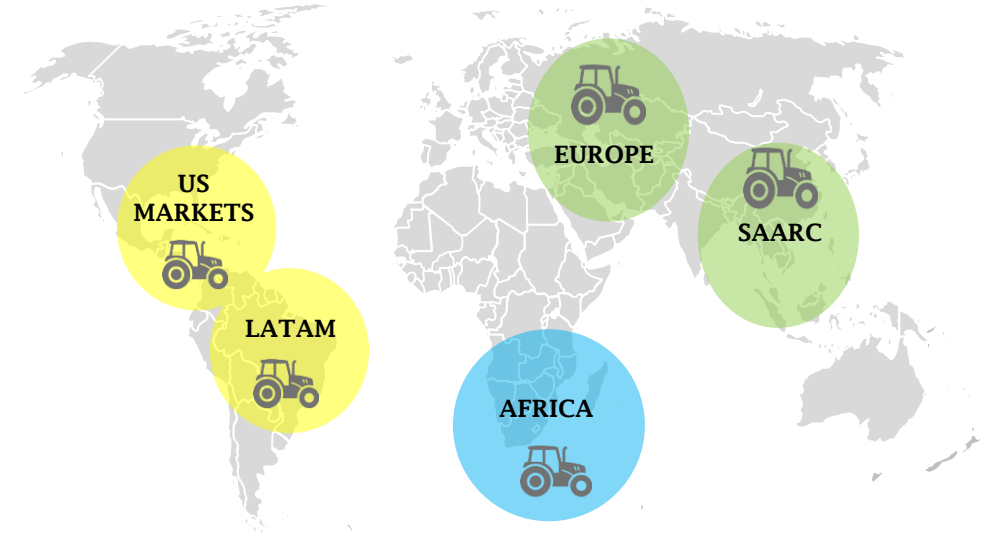 US
MARKETS
LATAM
EUROPE
SAARC
AFRICA